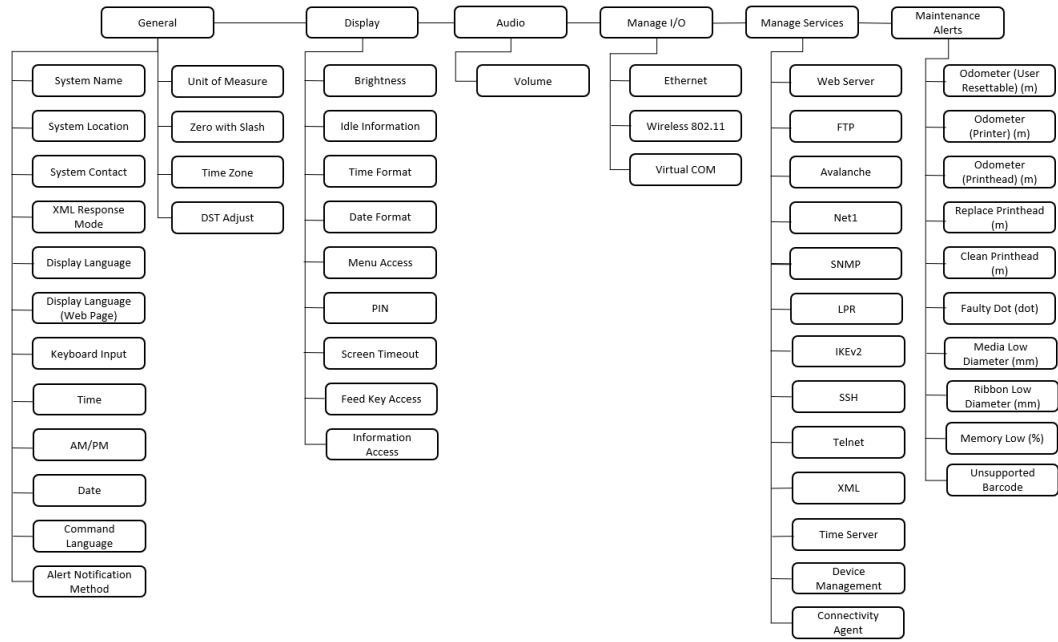 General
Display
Audio
Manage I/O
Manage Services
Maintenance
Alerts
System Name
System Location
System Contact
XML Response
Mode
Display Language
Display Language
(Web Page)
Keyboard Input
Time
AM/PM
Date
Command
Language
Alert Notification
Method
Unit of Measure
Zero with Slash
Time Zone
DST Adjust
Brightness
Idle Information
Time Format
Date Format
Menu Access
PIN
Screen Timeout
Feed Key Access
Information
Access
Volume
Ethernet
Wireless 802.11
Virtual COM
Web Server
FTP
Avalanche
Net1
SNMP
LPR
IKEv2
SSH
Telnet
XML
Time Server
Device
Management
Connectivity
Agent
Odometer (User
Resettable) (m)
Odometer
(Printer) (m)
Odometer
(Printhead) (m)
Replace Printhead
(m)
Clean Printhead
(m)
Faulty Dot (dot)
Media Low
Diameter (mm)
Ribbon Low
Diameter (mm)
Memory Low (%)
Unsupported
Barcode